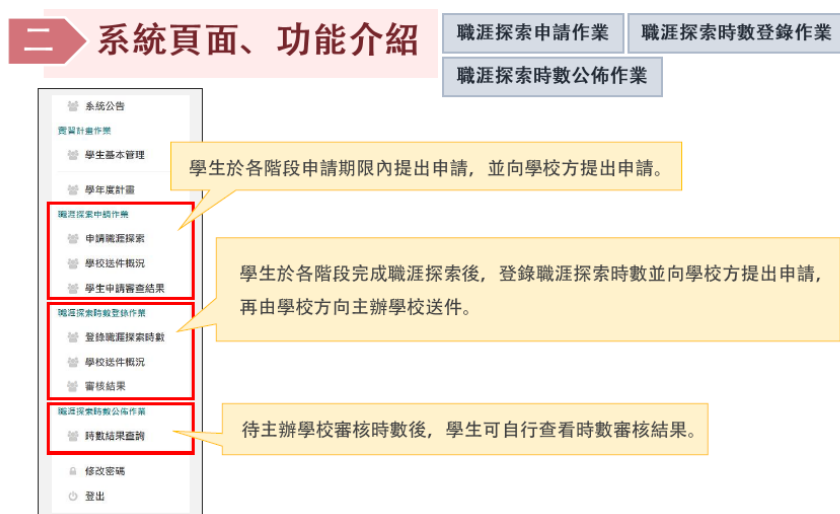 二
系統頁面、功能介紹
職涯探索申請作業
職涯探索時數登錄作業
職涯探索時數公佈作業
系統公告
實習計畫作業
學生基本管理
學年度計畫
職涯探索申請作業
申請職涯探索
學校送件概況
學生申請審查結果
職涯探索時數登錄作業
登錄職涯探索時數
學校送件概況
審核結果
職涯探索時數公佈作業
時數結果查詢
修改密碼
登出
學生於各階段申請期限內提出申請，並向學校方提出申請。
學生於各階段完成職涯探索後，登錄職涯探索時數並向學校方提出申請，
再由學校方向主辦學校送件。
待主辦學校審核時數後，學生可自行查看時數審核結果。